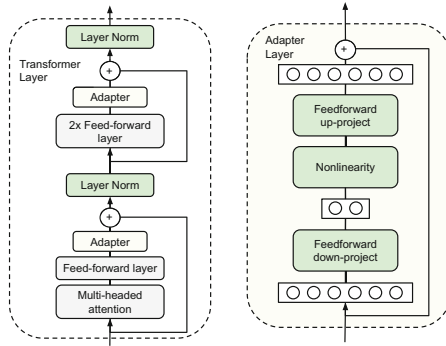 Layer Norm
Transformer
Layer
+
Adapter
2x Feed-forward
layer
Layer Norm
+
Adapter
Feed-forward layer
Multi-headed
attention
Adapter
Layer
+
Feedforward
up-project
Nonlinearity
Feedforward
down-project